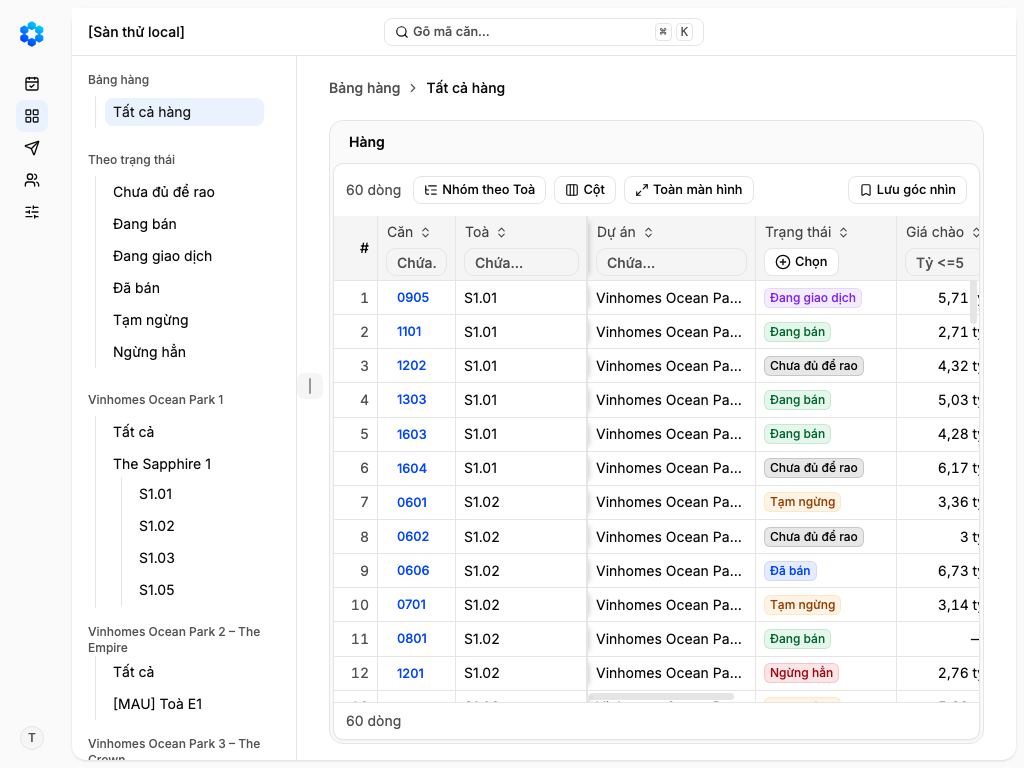 [Sàn thử local]
Gõ mã căn... ⌘ K
Bảng hàng
Tất cả hàng
Theo trạng thái
Chưa đủ để rao
Đang bán
Đang giao dịch
Đã bán
Tạm ngừng
Ngừng hẳn
Vinhomes Ocean Park 1
Tất cả
The Sapphire 1
S1.01
S1.02
S1.03
S1.05
Vinhomes Ocean Park 2 – The
Empire
Tất cả
[MAU] Toà E1
Vinhomes Ocean Park 3 – The
Crown
T
Bảng hàng > Tất cả hàng
Hàng
60 dòng Nhóm theo Toà Cột Toàn màn hình Lưu góc nhìn
# Căn Toà Dự án Trạng thái Giá chào
Chứa. Chứa... Chứa... Chọn Tỷ <=5
1 0905 S1.01 Vinhomes Ocean Pa... Đang giao dịch 5,71
2 1101 S1.01 Vinhomes Ocean Pa... Đang bán 2,71 tỷ
3 1202 S1.01 Vinhomes Ocean Pa... Chưa đủ để rao 4,32 tỷ
4 1303 S1.01 Vinhomes Ocean Pa... Đang bán 5,03 tỷ
5 1603 S1.01 Vinhomes Ocean Pa... Đang bán 4,28 tỷ
6 1604 S1.01 Vinhomes Ocean Pa... Chưa đủ để rao 6,17 tỷ
7 0601 S1.02 Vinhomes Ocean Pa... Tạm ngừng 3,36 tỷ
8 0602 S1.02 Vinhomes Ocean Pa... Chưa đủ để rao 3 tỷ
9 0606 S1.02 Vinhomes Ocean Pa... Đã bán 6,73 tỷ
10 0701 S1.02 Vinhomes Ocean Pa... Tạm ngừng 3,14 tỷ
11 0801 S1.02 Vinhomes Ocean Pa... Đang bán –
12 1201 S1.02 Vinhomes Ocean Pa... Ngừng hẳn 2,76 tỷ
60 dòng